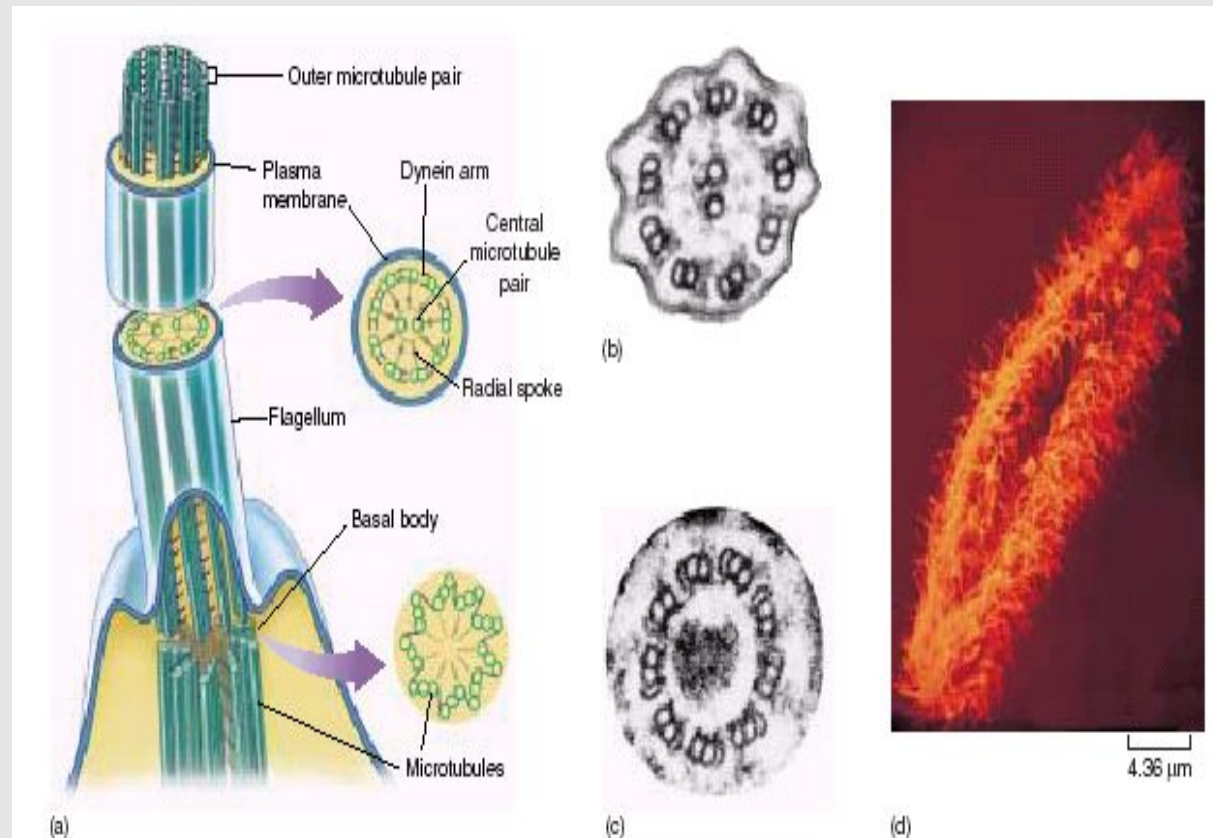 Outer microtubule pair
Plasma
membrane
Dynein arm
Central
microtubule
pair
Radial spoke
Flagellum
Basal body
Microtubules
(a)
(b)
(c)
4.36 µm
(d)